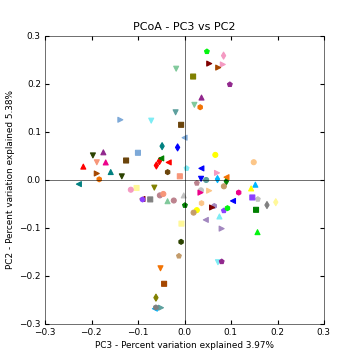 PCoA - PC3 vs PC2
0.3
0.2
0.1
0.0
−0.1
−0.2
−0.3
−0.3 −0.2 −0.1 0.0 0.1 0.2 0.3
PC2 - Percent variation explained 5.38%
PC3 - Percent variation explained 3.97%